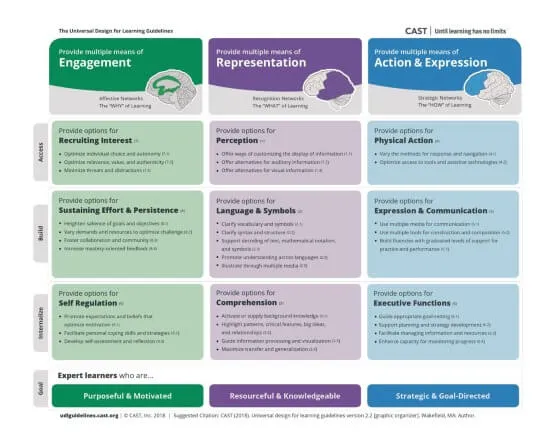 The Universal Design for Learning Guidelines
CAST | Until learning has no limits
Provide multiple means of
Engagement
Affective Networks
The "WHY" of Learning
Provide multiple means of
Representation
Recognition Networks
The "WHAT" of Learning
Provide multiple means of
Action & Expression
Strategic Networks
The "HOW" of Learning
Access
Provide options for
Recruiting Interest (7)
• Optimize individual choice and autonomy (7.1)
• Optimize relevance, value, and authenticity (7.2)
• Minimize threats and distractions (7.3)
Provide options for
Perception (1)
• Offer ways of customizing the display of information (1.1)
• Offer alternatives for auditory information (1.2)
• Offer alternatives for visual information (1.3)
Provide options for
Physical Action (4)
• Vary the methods for response and navigation (4.1)
• Optimize access to tools and assistive technologies (4.2)
Build
Provide options for
Sustaining Effort & Persistence (8)
• Heighten salience of goals and objectives (8.1)
• Vary demands and resources to optimize challenge (8.2)
• Foster collaboration and community (8.3)
• Increase mastery-oriented feedback (8.4)
Provide options for
Language & Symbols (2)
• Clarify vocabulary and symbols (2.1)
• Clarify syntax and structure (2.2)
• Support decoding of text, mathematical notation,
and symbols (2.3)
• Promote understanding across languages (2.4)
• Illustrate through multiple media (2.5)
Provide options for
Expression & Communication (5)
• Use multiple media for communication (5.1)
• Use multiple tools for construction and composition (5.2)
• Build fluencies with graduated levels of support for
practice and performance (5.3)
Internalize
Provide options for
Self Regulation (9)
• Promote expectations and beliefs that
optimize motivation (9.1)
• Facilitate personal coping skills and strategies (9.2)
• Develop self-assessment and reflection (9.3)
Provide options for
Comprehension (3)
• Activate or supply background knowledge (3.1)
• Highlight patterns, critical features, big ideas,
and relationships (3.2)
• Guide information processing and visualization (3.3)
• Maximize transfer and generalization (3.4)
Provide options for
Executive Functions (6)
• Guide appropriate goal-setting (6.1)
• Support planning and strategy development (6.2)
• Facilitate managing information and resources (6.3)
• Enhance capacity for monitoring progress (6.4)
Goal
Expert learners who are...
Purposeful & Motivated
Resourceful & Knowledgeable
Strategic & Goal-Directed
udlguidelines.cast.org | © CAST, Inc. 2018 | Suggested Citation: CAST (2018). Universal design for learning guidelines version 2.2 [graphic organizer]. Wakefield, MA: Author.